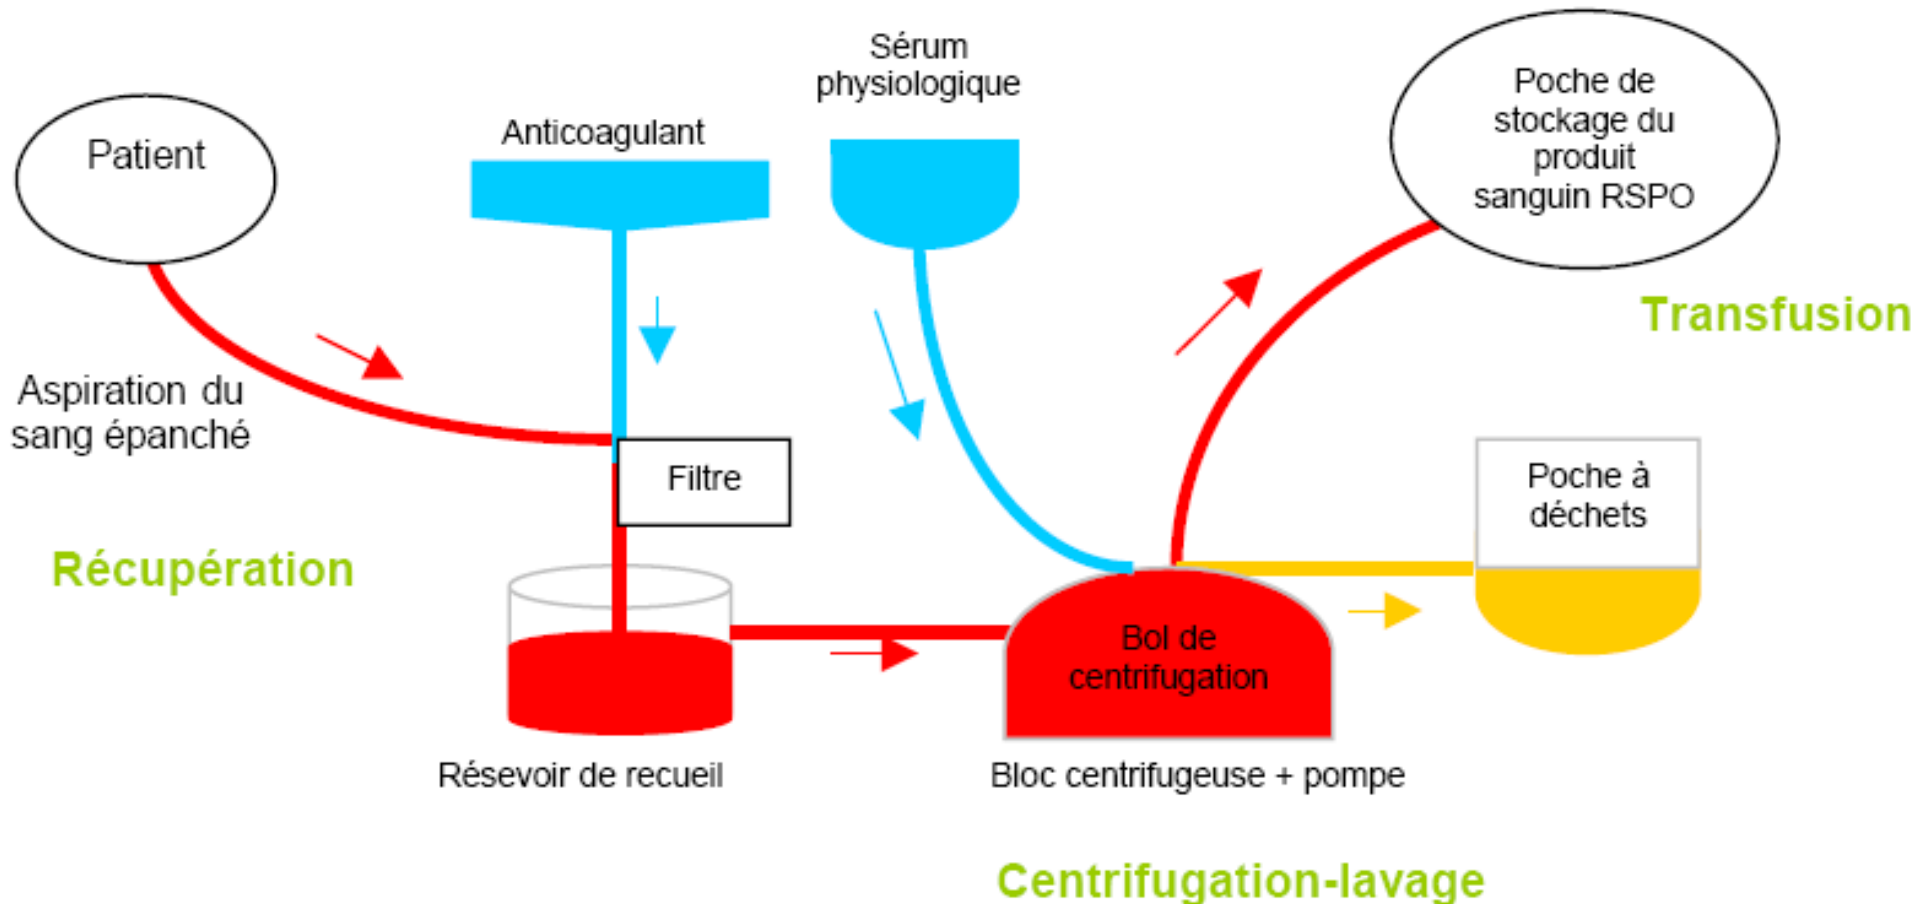 Patient
Anticoagulant
Sérum
physiologique
Poche de
stockage du
produit
sanguin RSPO
Transfusion
Aspiration du
sang épanché
Filtre
Poche à
déchets
Récupération
Bol de
centrifugation
Résevoir de recueil
Bloc centrifugeuse + pompe
Centrifugation-lavage